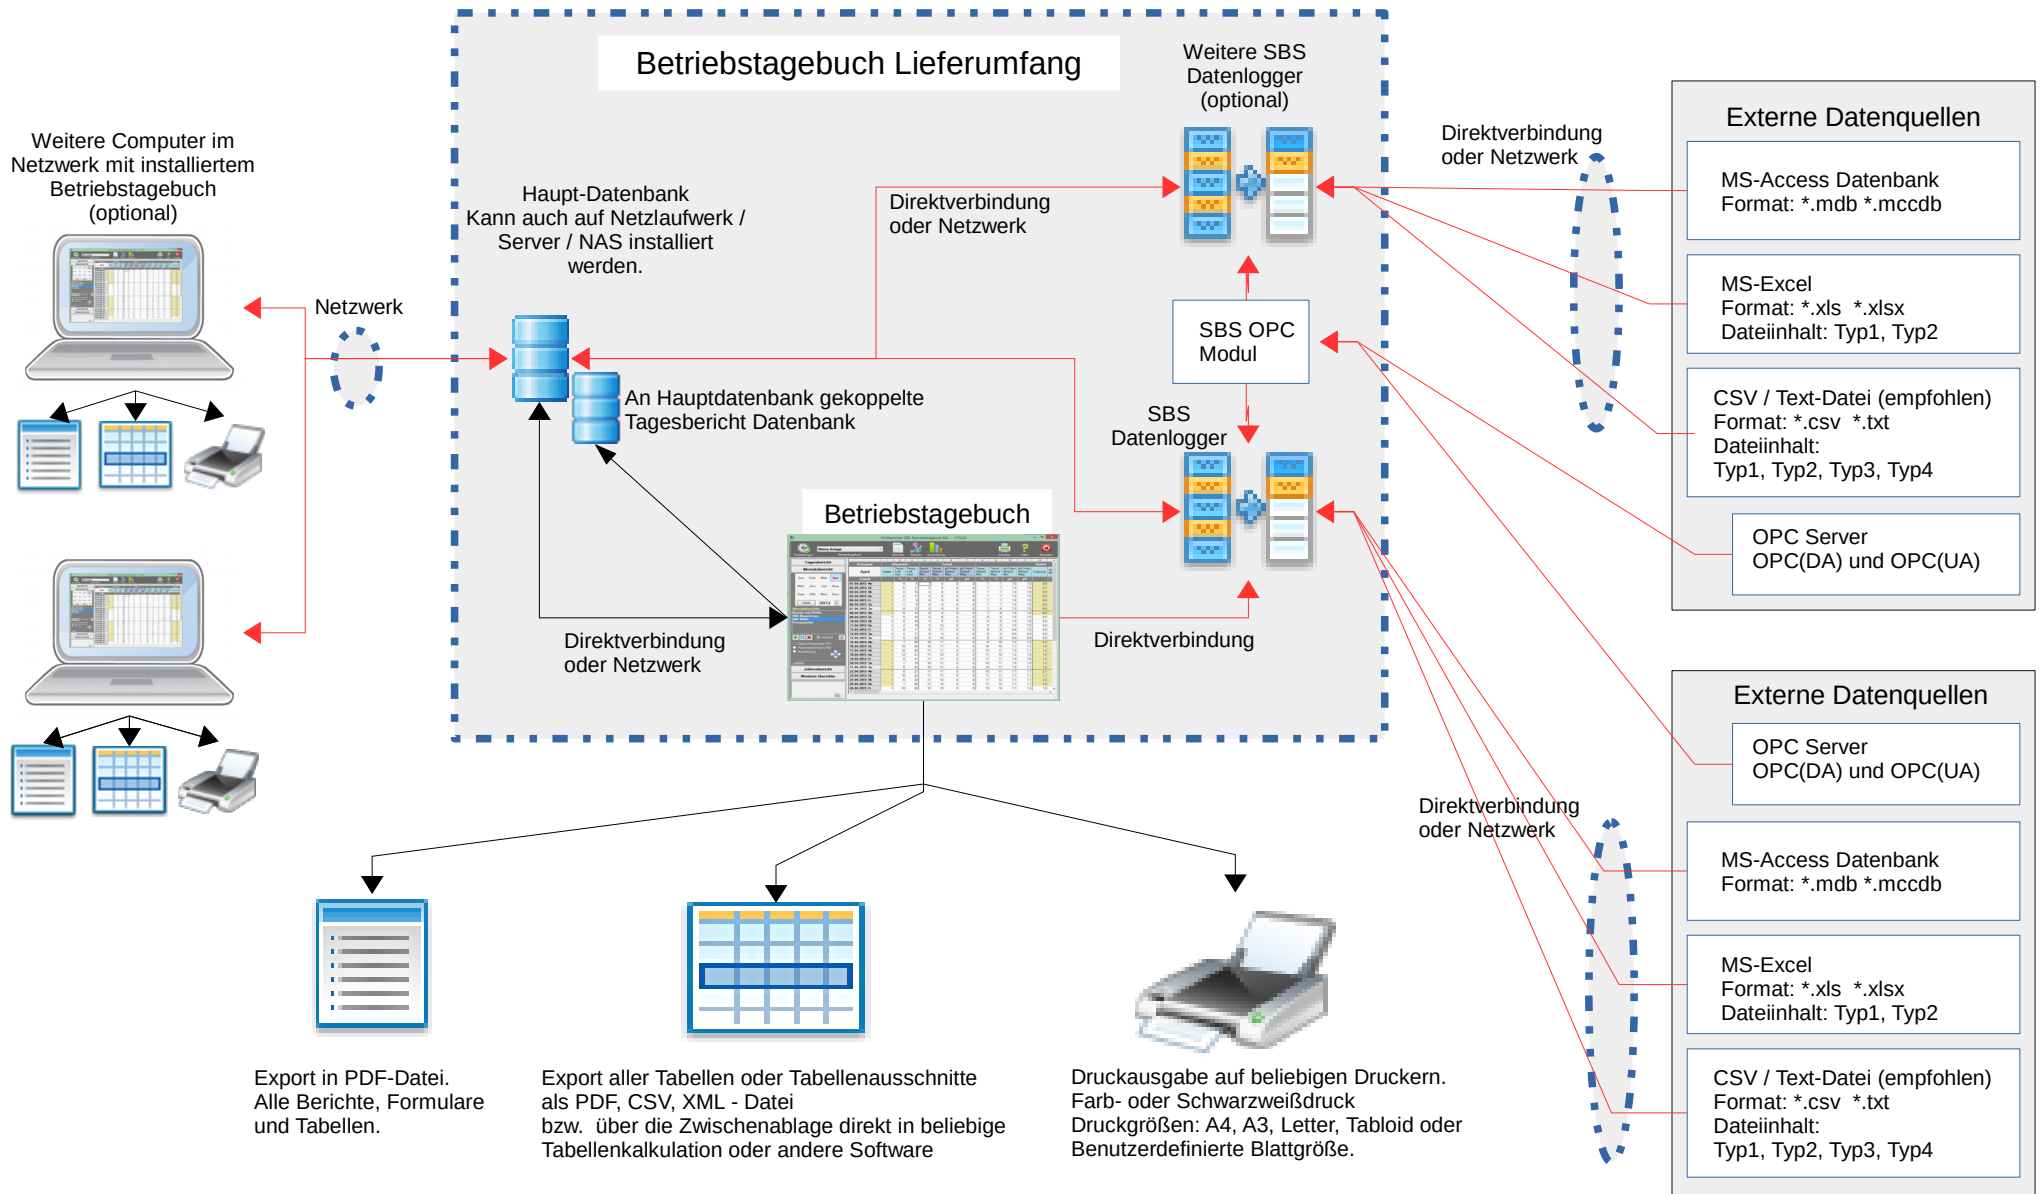 Betriebstagebuch Lieferumfang
Weitere SBS
Datenlogger
(optional)
Weitere Computer im
Netzwerk mit installiertem
Betriebstagebuch
(optional)
Netzwerk
Haupt-Datenbank
Kann auch auf Netzlaufwerk /
Server / NAS installiert
werden.
Direktverbindung
oder Netzwerk
An Hauptdatenbank gekoppelte
Tagesbericht Datenbank
SBS OPC
Modul
SBS
Datenlogger
Betriebstagebuch
Direktverbindung
oder Netzwerk
Direktverbindung
Direktverbindung
oder Netzwerk
Externe Datenquellen
MS-Access Datenbank
Format: *.mdb *.mccdb
MS-Excel
Format: *.xls  *.xlsx
Dateiinhalt: Typ1, Typ2
CSV / Text-Datei (empfohlen)
Format: *.csv  *.txt
Dateiinhalt:
Typ1, Typ2, Typ3, Typ4
OPC Server
OPC(DA) und OPC(UA)
Direktverbindung
oder Netzwerk
Externe Datenquellen
OPC Server
OPC(DA) und OPC(UA)
MS-Access Datenbank
Format: *.mdb *.mccdb
MS-Excel
Format: *.xls  *.xlsx
Dateiinhalt: Typ1, Typ2
CSV / Text-Datei (empfohlen)
Format: *.csv  *.txt
Dateiinhalt:
Typ1, Typ2, Typ3, Typ4
Export in PDF-Datei.
Alle Berichte, Formulare
und Tabellen.
Export aller Tabellen oder Tabellenausschnitte
als PDF, CSV, XML - Datei
bzw.  über die Zwischenablage direkt in beliebige
Tabellenkalkulation oder andere Software
Druckausgabe auf beliebigen Druckern.
Farb- oder Schwarzweißdruck
Druckgrößen: A4, A3, Letter, Tabloid oder
Benutzerdefinierte Blattgröße.